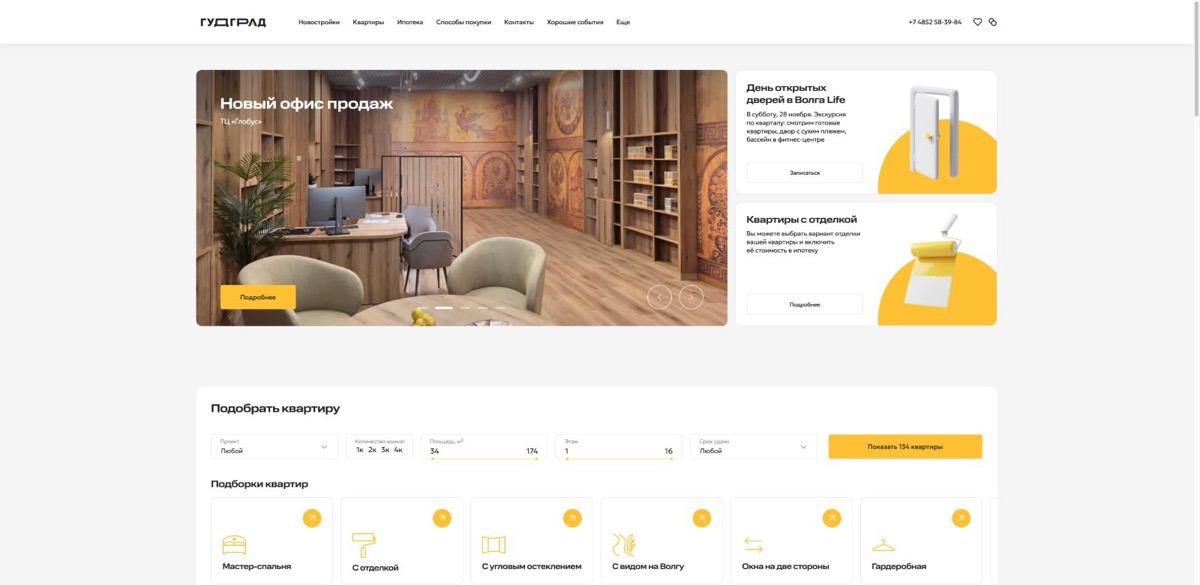 ГУДГРАД
Новостройки Квартиры Ипотека Способы покупки Контакты Хорошие события Еще
+7 4852 58-39-84
Новый офис продаж
ТЦ «Глобус»
Подробнее
День открытых
дверей в Волга Life
В субботу, 28 ноября. Экскурсия
по кварталу: смотрим готовые
квартиры, двор с сухим пляжем,
бассейн в фитнес-центре
Записаться
Квартиры с отделкой
Вы можете выбрать вариант отделки
вашей квартиры и включить
её стоимость в ипотеку
Подробнее
Подобрать квартиру
Проект
Любой
Количество комнат
1к 2к 3к 4к
Площадь, м²
34 174
Этаж
1 16
Срок сдачи
Любой
Показать 134 квартиры
Подборки квартир
Мастер-спальня
С отделкой
С угловым остеклением
С видом на Волгу
Окна на две стороны
Гардеробная